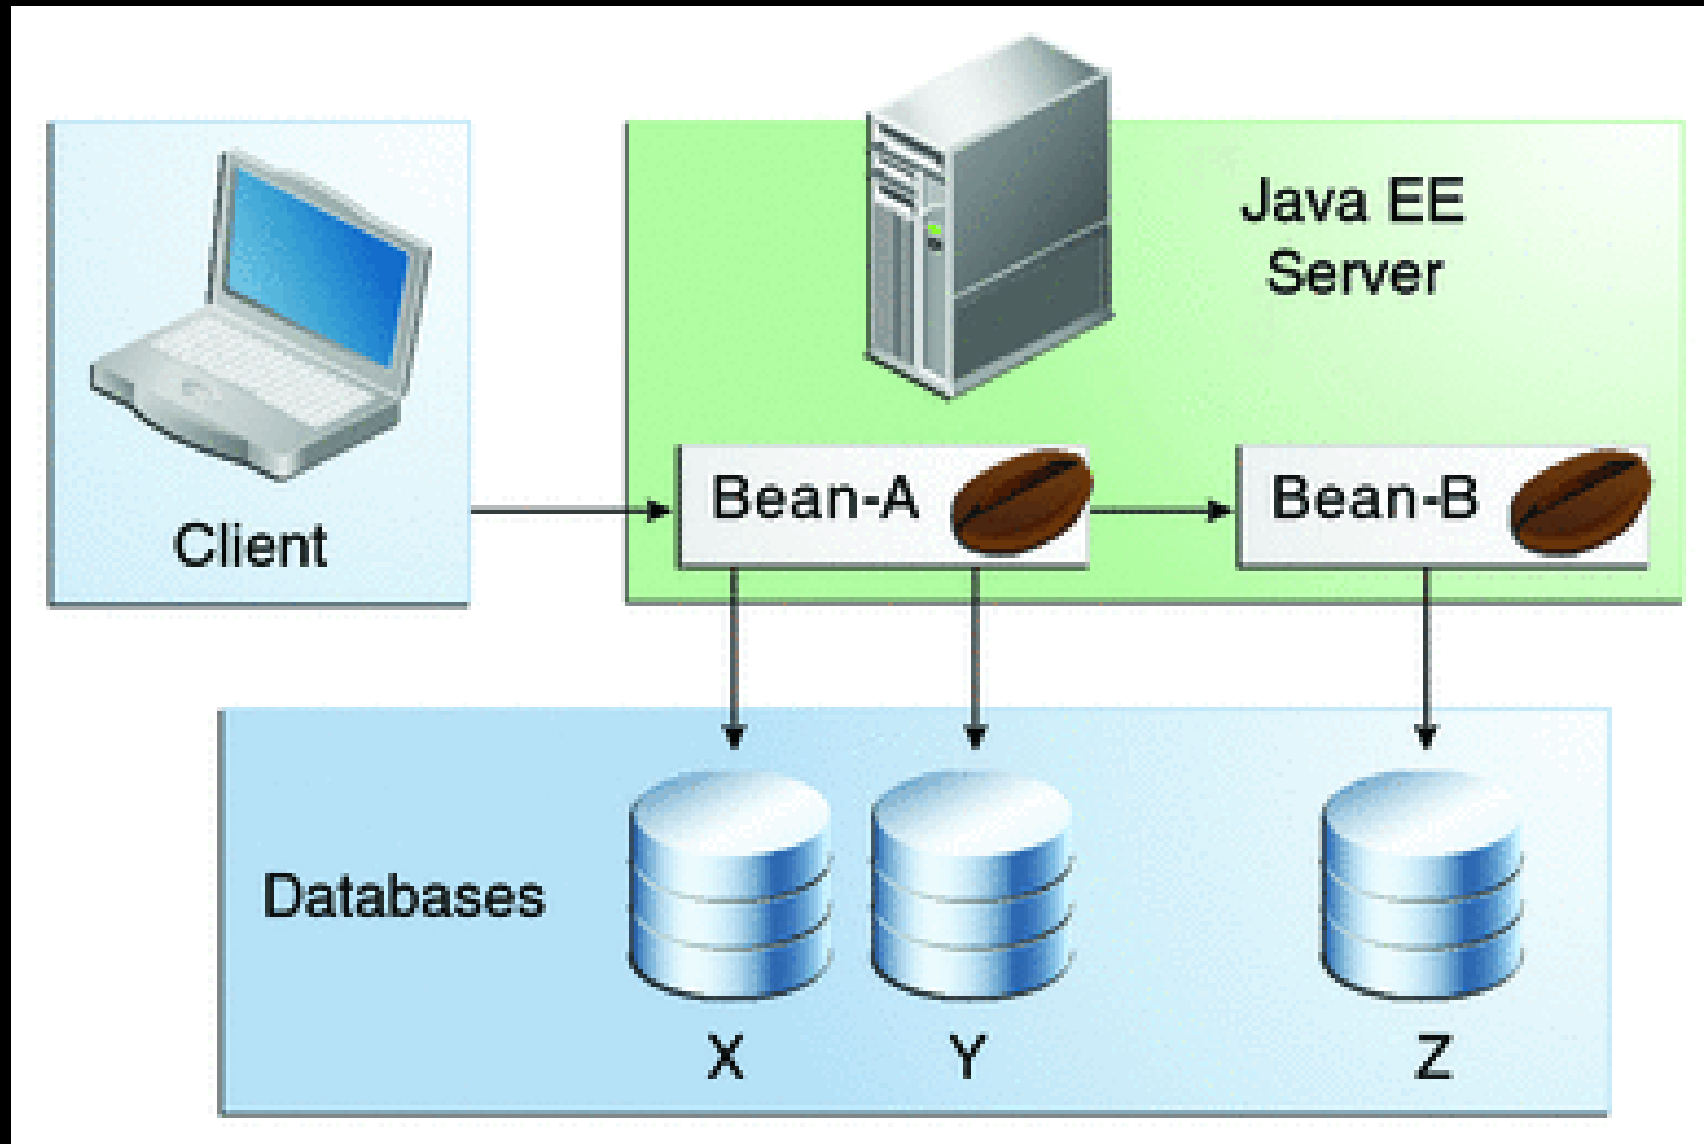 Java EE
Server
Client
Bean-A
Bean-B
Databases
X
Y
Z